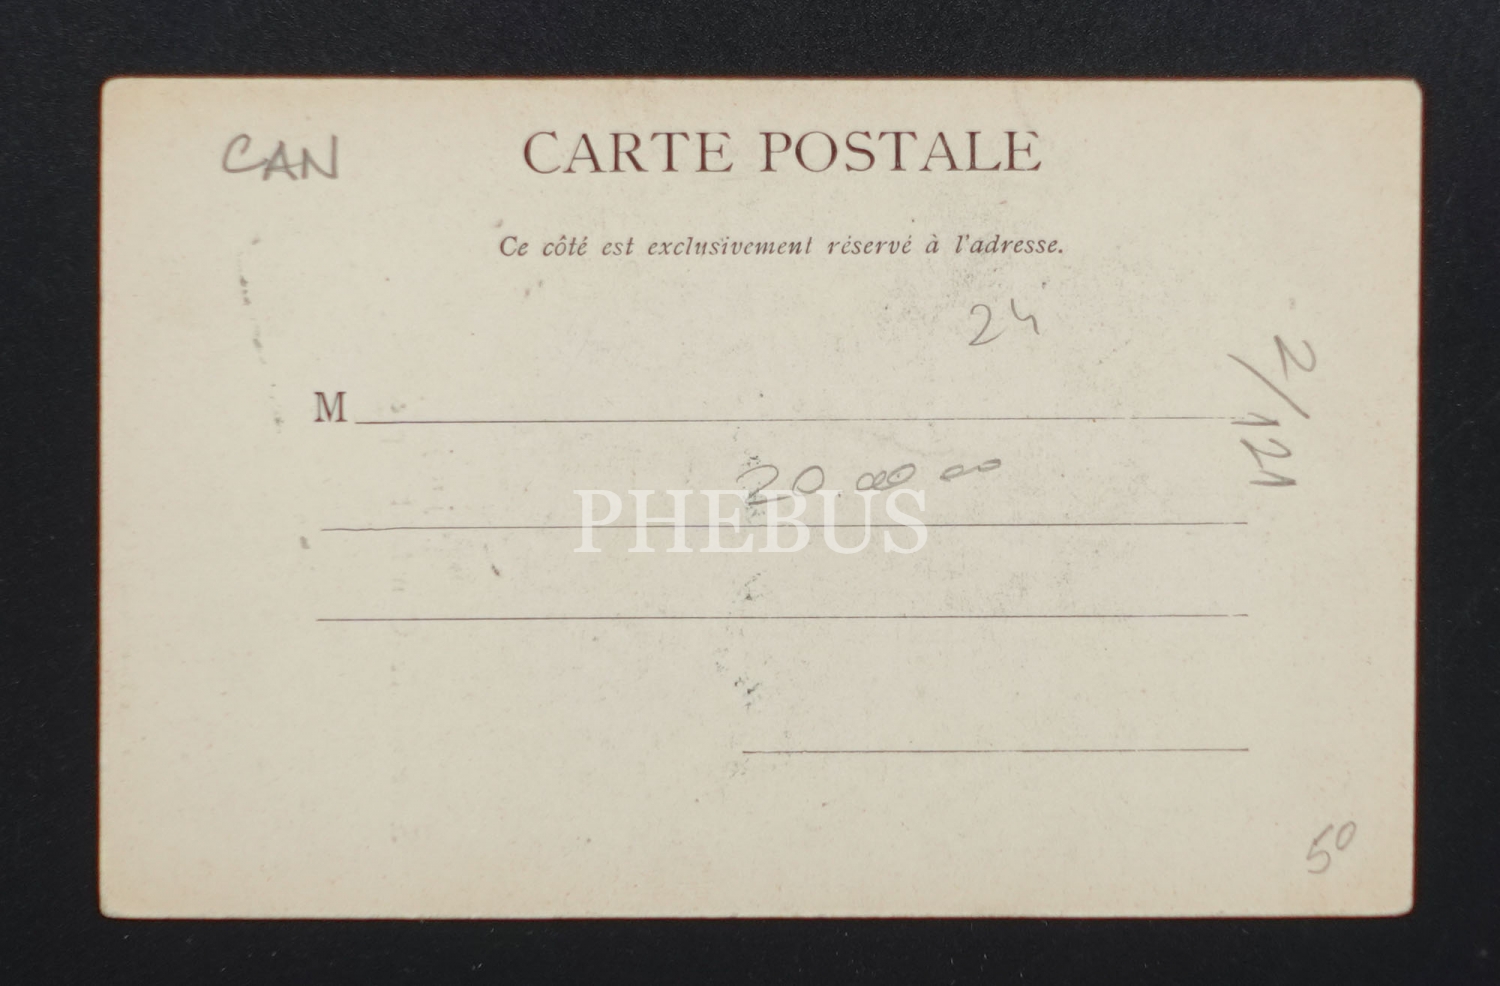 CAN
CARTE POSTALE
Ce côté est exclusivement réservé à l'adresse.
24
2/121
M
PHEBUS
50